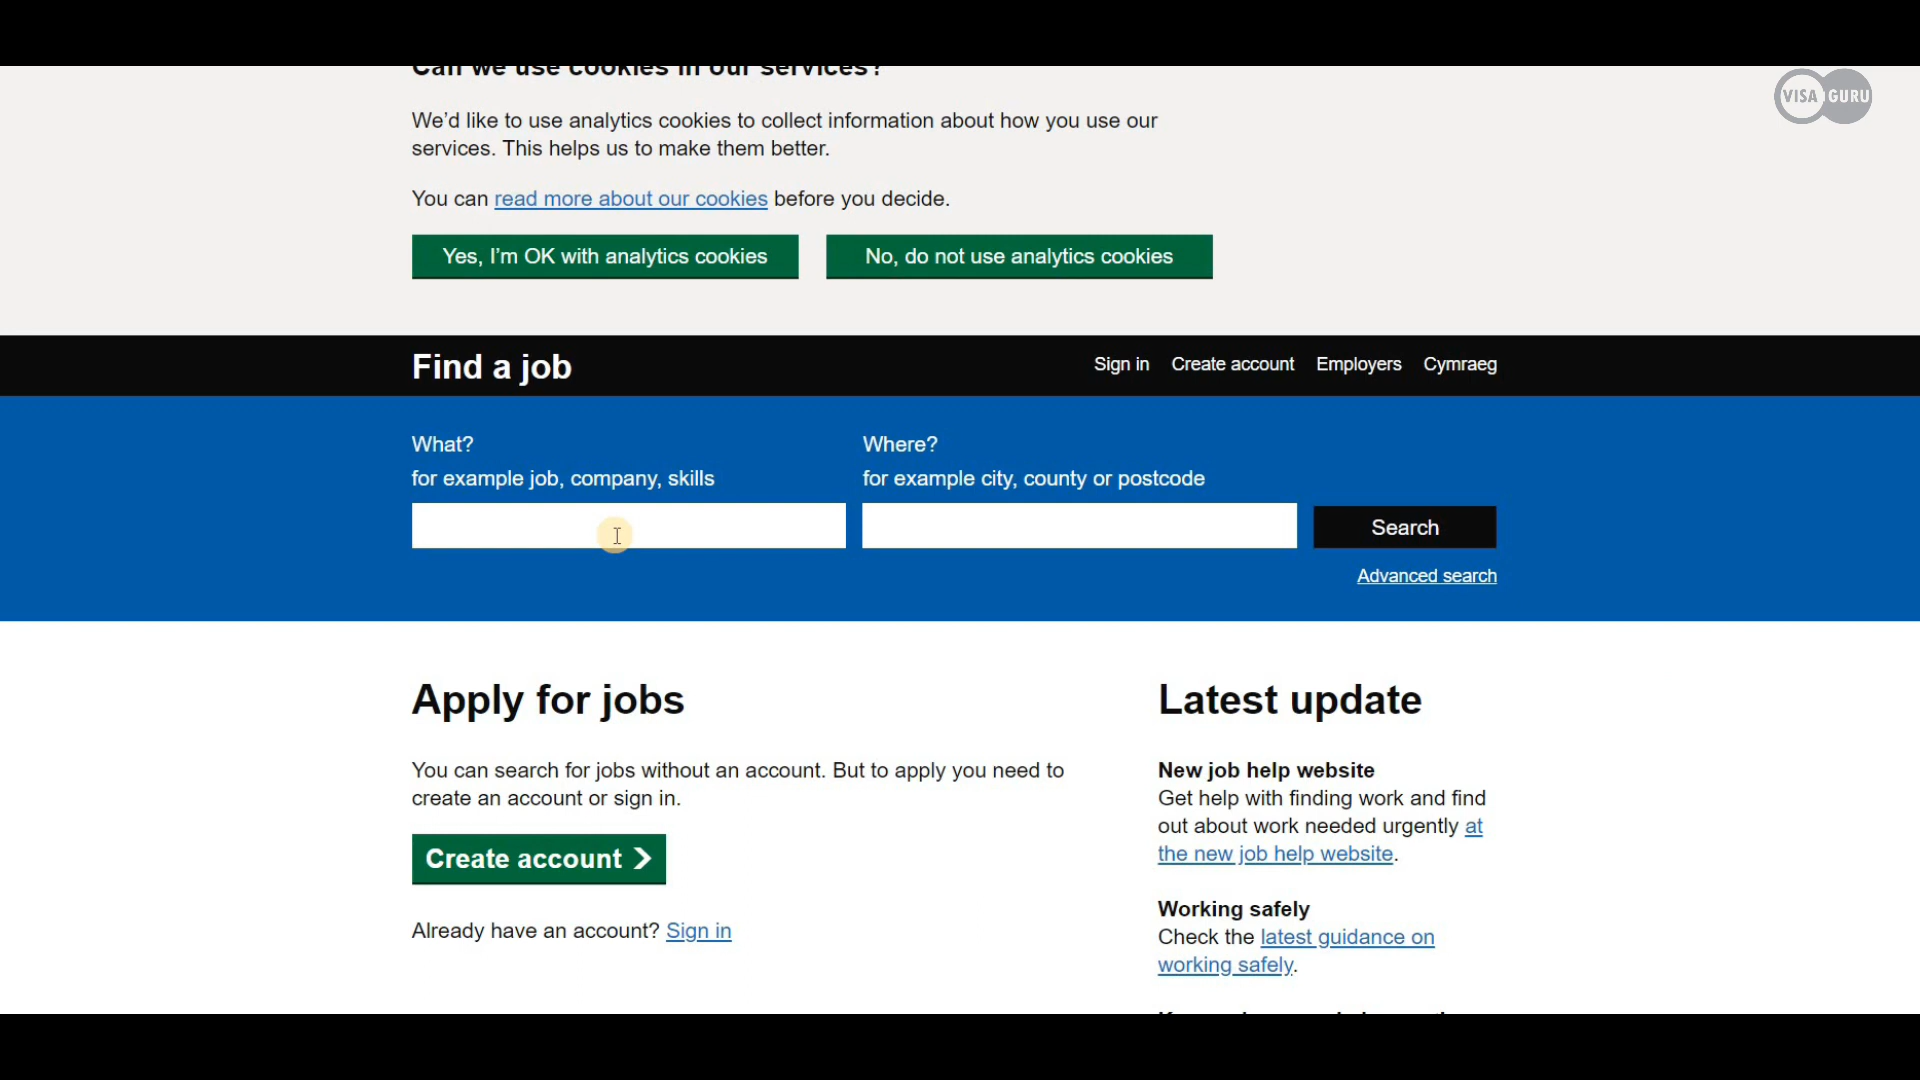 Can we use cookies in our services?
VISA GURU
We’d like to use analytics cookies to collect information about how you use our
services. This helps us to make them better.
You can read more about our cookies before you decide.
Yes, I’m OK with analytics cookies
No, do not use analytics cookies
Find a job
Sign in
Create account
Employers
Cymraeg
What?
for example job, company, skills
Where?
for example city, county or postcode
Search
Advanced search
Apply for jobs
You can search for jobs without an account. But to apply you need to
create an account or sign in.
Create account
Already have an account? Sign in
Latest update
New job help website
Get help with finding work and find
out about work needed urgently at
the new job help website.
Working safely
Check the latest guidance on
working safely.